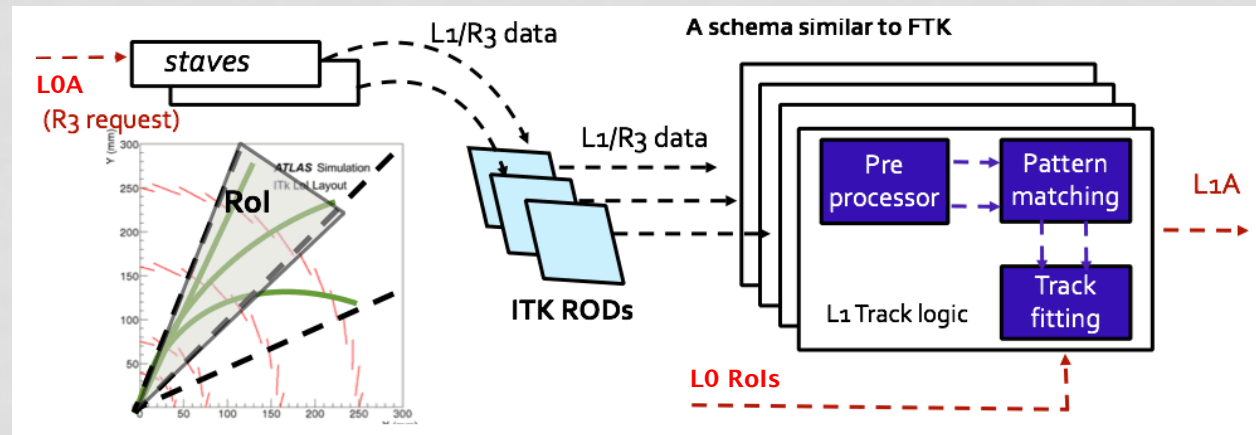 A schema similar to FTK
L1/R3 data
staves
L0A
(R3 request)
L1/R3 data
Pre
processor
Pattern
matching
L1A
Track
fitting
L1 Track logic
ITK RODs
L0 RoIs
Y (mm)
300
250
200
150
100
50
ATLAS Simulation
ITk LoI Layout
RoI
0
50
100
150
200
250
300